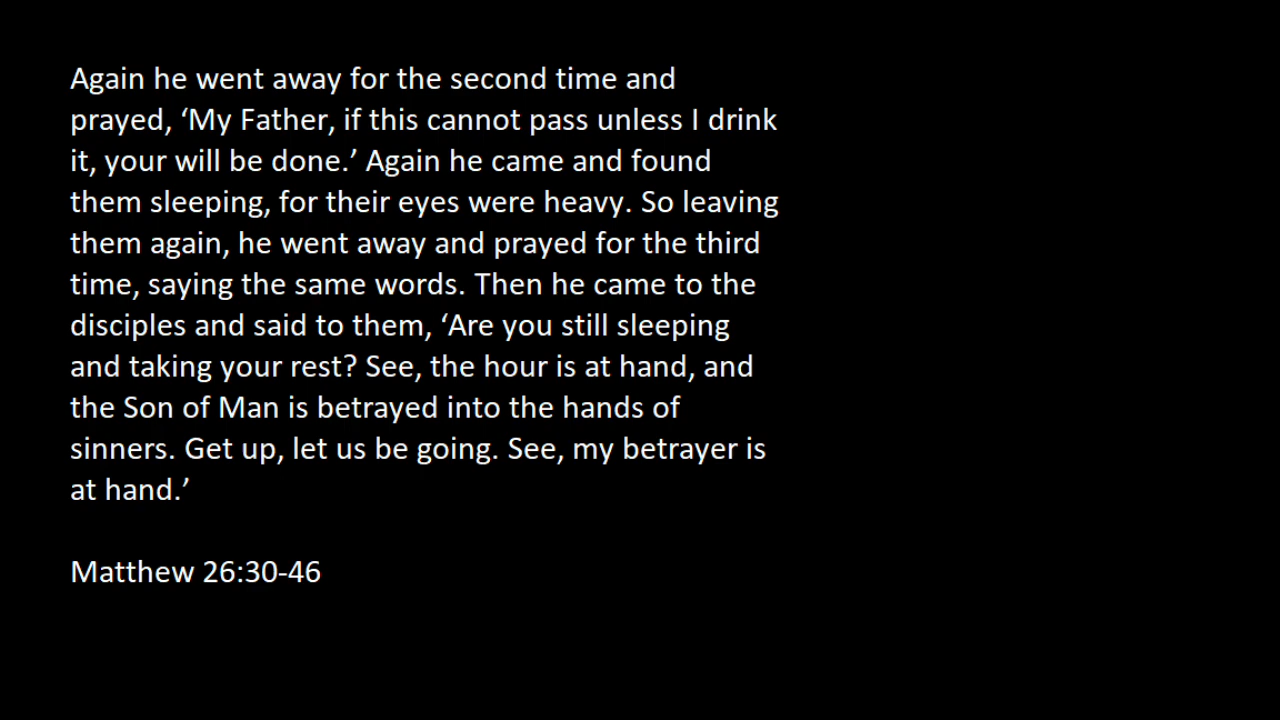 Again he went away for the second time and
prayed, ‘My Father, if this cannot pass unless I drink
it, your will be done.’ Again he came and found
them sleeping, for their eyes were heavy. So leaving
them again, he went away and prayed for the third
time, saying the same words. Then he came to the
disciples and said to them, ‘Are you still sleeping
and taking your rest? See, the hour is at hand, and
the Son of Man is betrayed into the hands of
sinners. Get up, let us be going. See, my betrayer is
at hand.’
Matthew 26:30-46